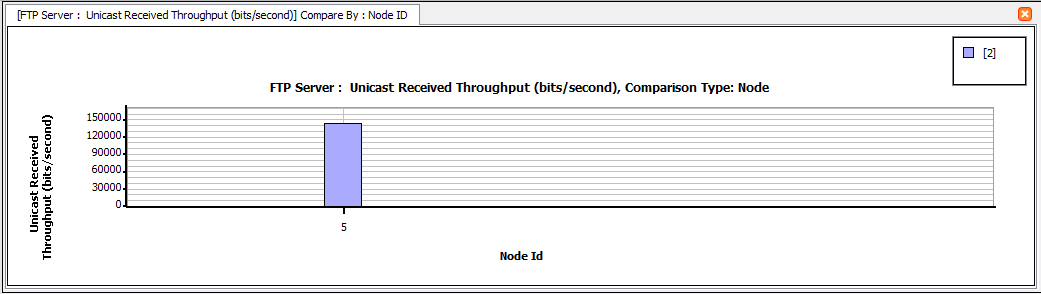 [FTP Server :  Unicast Received Throughput (bits/second)] Compare By : Node ID
[2]
FTP Server :  Unicast Received Throughput (bits/second), Comparison Type: Node
Unicast Received
Throughput (bits/second)
150000
120000
90000
60000
30000
0
5
Node Id